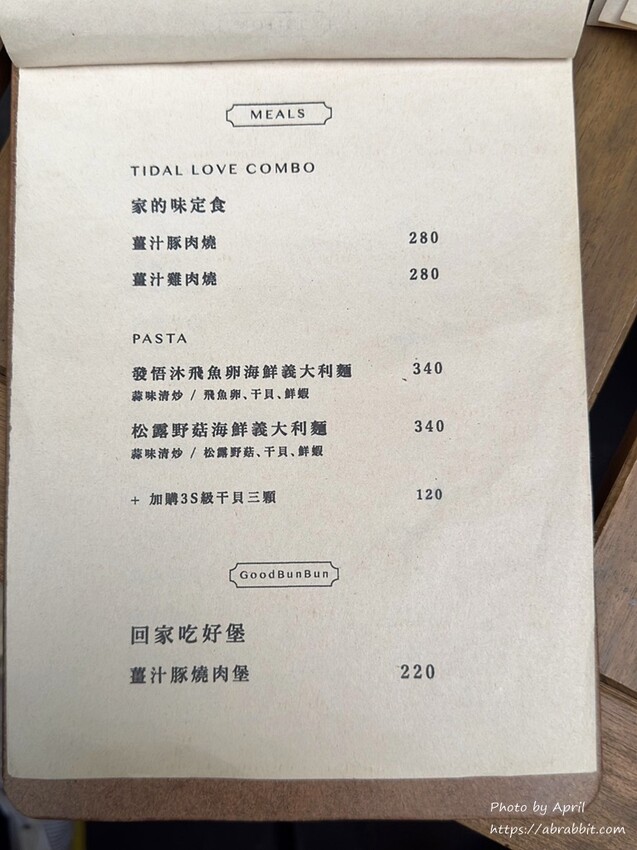 MEALS
TIDAL LOVE COMBO
家的味定食
薑汁豚肉燒 280
薑汁雞肉燒 280
PASTA
發悟沐飛魚卵海鮮義大利麵 340
蒜味清炒 / 飛魚卵、干貝、鮮蝦
松露野菇海鮮義大利麵 340
蒜味清炒 / 松露野菇、干貝、鮮蝦
+ 加購3S級干貝三顆 120
GoodBunBun
回家吃好堡
薑汁豚燒肉堡 220
Photo by April
https://abrabbit.com